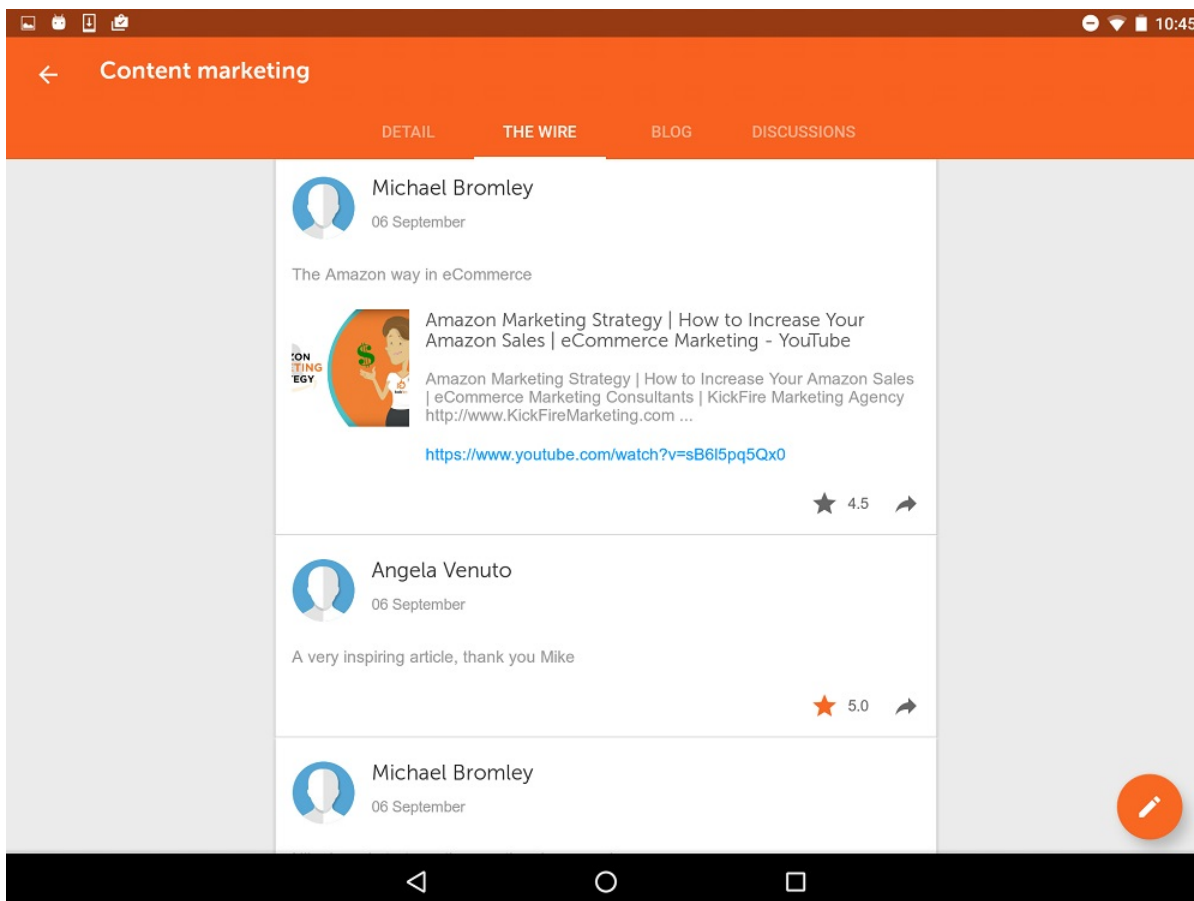 10:45
Content marketing
DETAIL THE WIRE BLOG DISCUSSIONS
Michael Bromley
06 September
The Amazon way in eCommerce
ZON
ETING
TEGY
$
Amazon Marketing Strategy | How to Increase Your
Amazon Sales | eCommerce Marketing - YouTube
Amazon Marketing Strategy | How to Increase Your Amazon Sales
| eCommerce Marketing Consultants | KickFire Marketing Agency
http://www.KickFireMarketing.com ...
https://www.youtube.com/watch?v=sB6l5pq5Qx0
4.5
Angela Venuto
06 September
A very inspiring article, thank you Mike
5.0
Michael Bromley
06 September